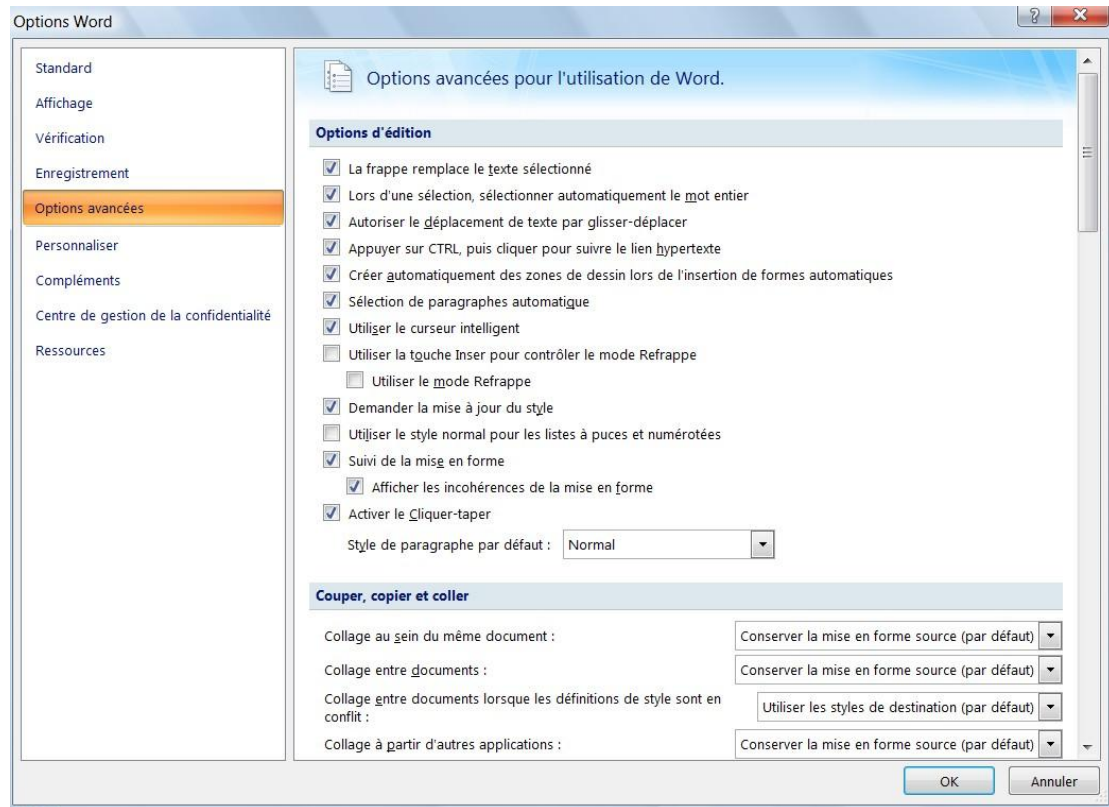 Options Word
Standard
Affichage
Vérification
Enregistrement
Options avancées
Personnaliser
Compléments
Centre de gestion de la confidentialité
Ressources
Options avancées pour l'utilisation de Word.
Options d'édition
La frappe remplace le texte sélectionné
Lors d'une sélection, sélectionner automatiquement le mot entier
Autoriser le déplacement de texte par glisser-déplacer
Appuyer sur CTRL, puis cliquer pour suivre le lien hypertexte
Créer automatiquement des zones de dessin lors de l'insertion de formes automatiques
Sélection de paragraphes automatique
Utiliser le curseur intelligent
Utiliser la touche Inser pour contrôler le mode Refrappe
Utiliser le mode Refrappe
Demander la mise à jour du style
Utiliser le style normal pour les listes à puces et numérotées
Suivi de la mise en forme
Afficher les incohérences de la mise en forme
Activer le Cliquer-taper
Style de paragraphe par défaut : Normal
Couper, copier et coller
Collage au sein du même document : Conserver la mise en forme source (par défaut)
Collage entre documents : Conserver la mise en forme source (par défaut)
Collage entre documents lorsque les définitions de style sont en
conflit : Utiliser les styles de destination (par défaut)
Collage à partir d'autres applications : Conserver la mise en forme source (par défaut)
OK Annuler